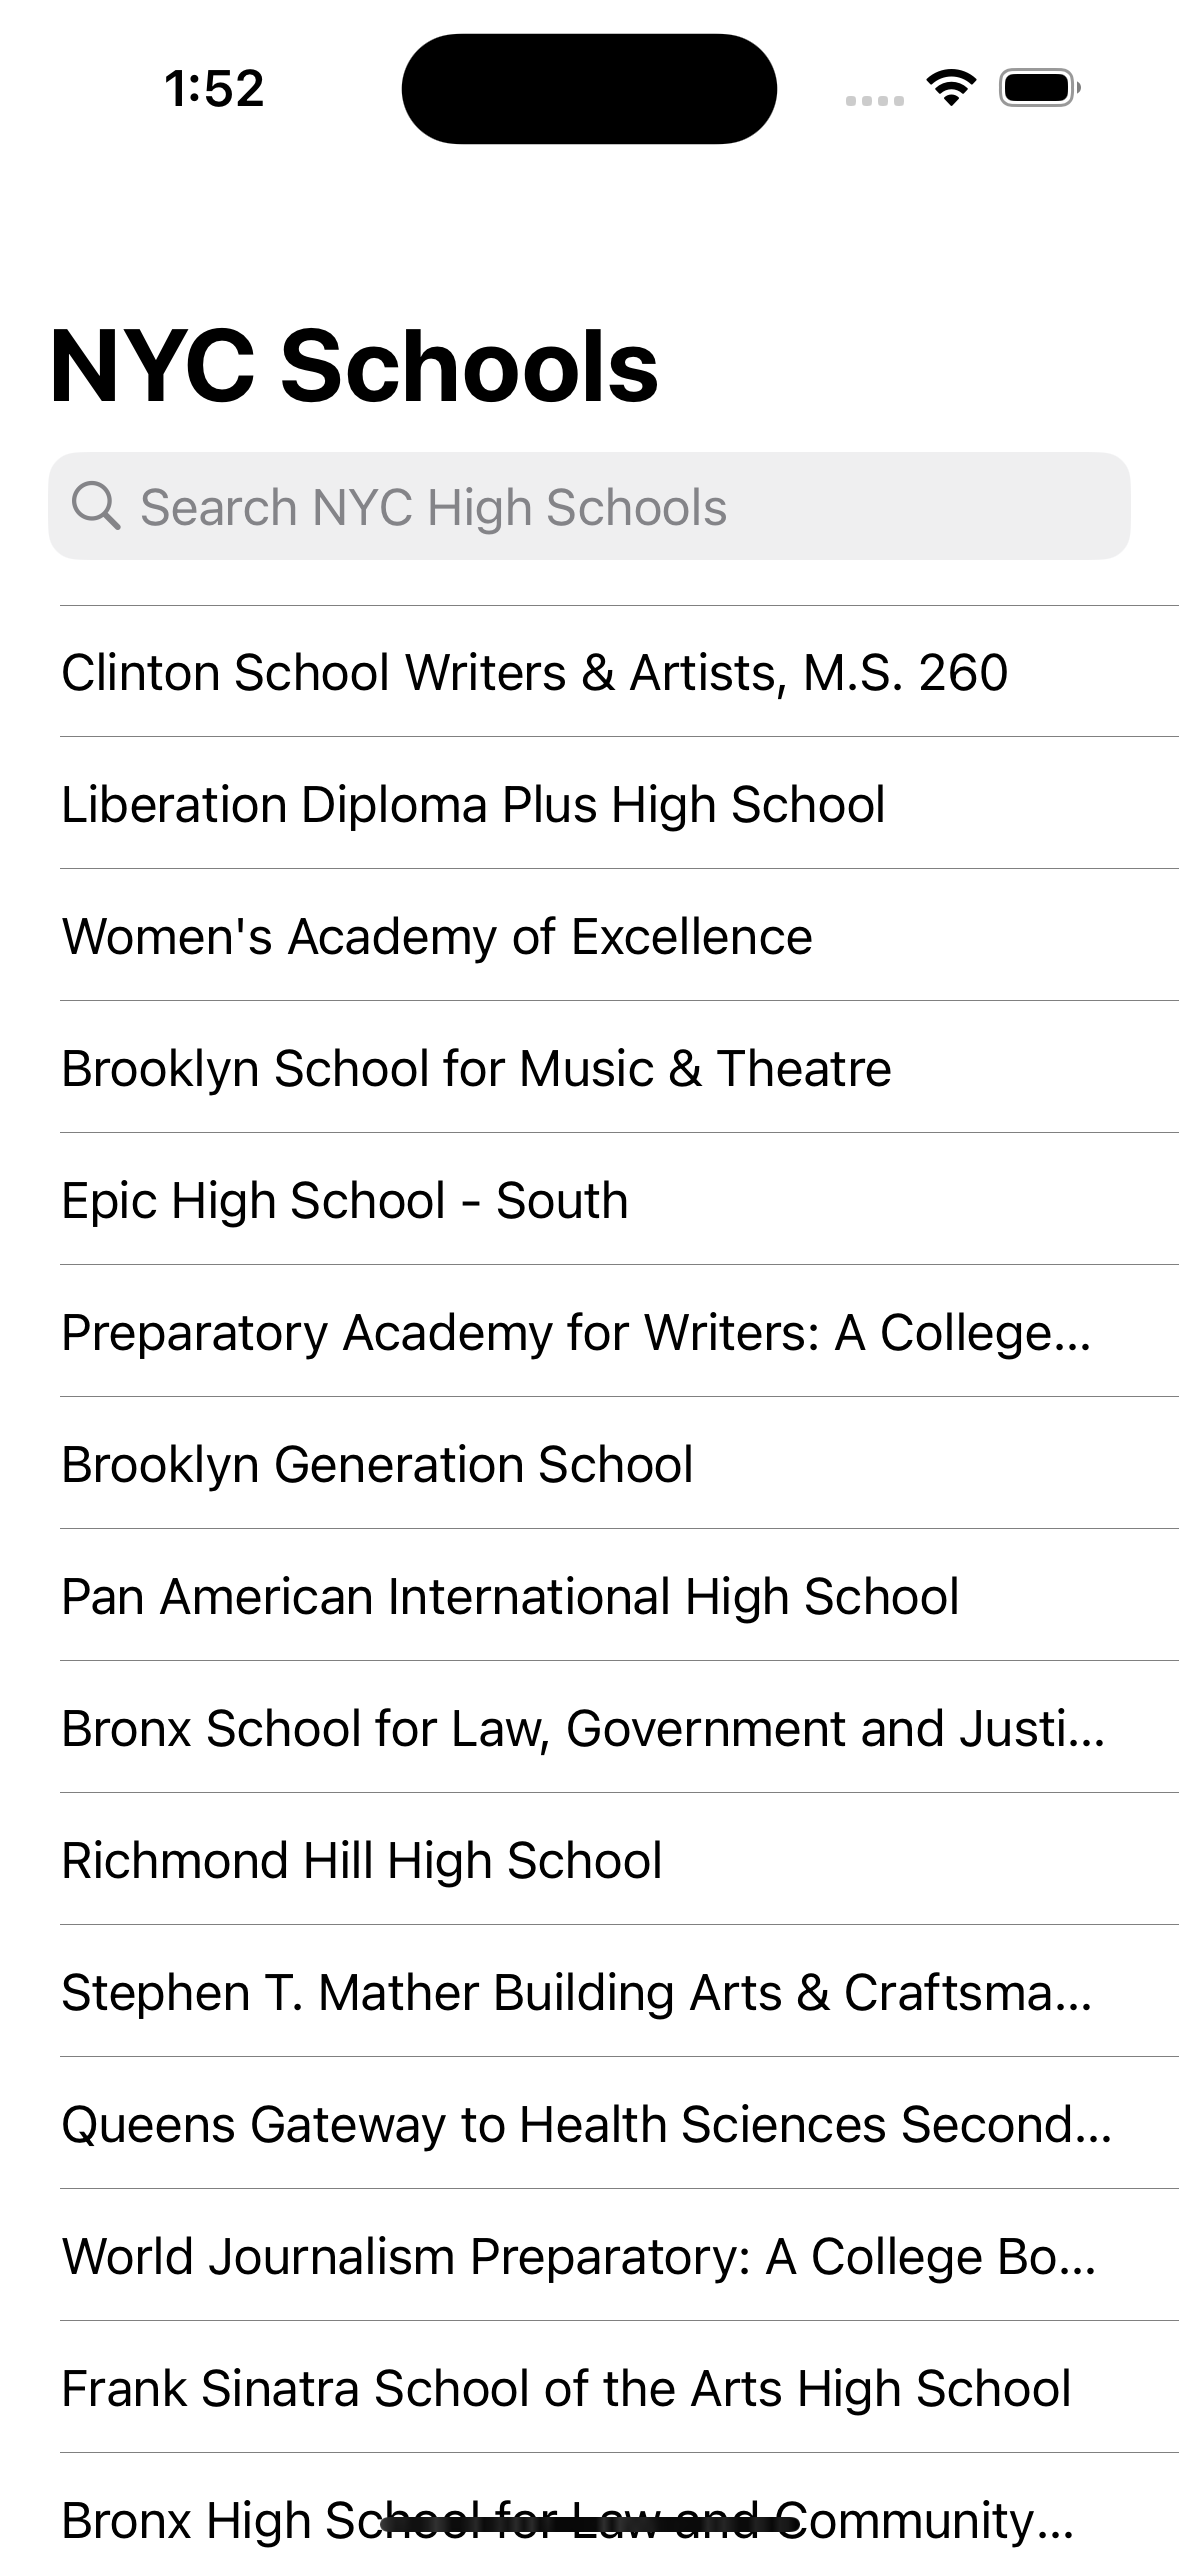 1:52
NYC Schools
Search NYC High Schools
Clinton School Writers & Artists, M.S. 260
Liberation Diploma Plus High School
Women's Academy of Excellence
Brooklyn School for Music & Theatre
Epic High School - South
Preparatory Academy for Writers: A College...
Brooklyn Generation School
Pan American International High School
Bronx School for Law, Government and Justi...
Richmond Hill High School
Stephen T. Mather Building Arts & Craftsma...
Queens Gateway to Health Sciences Second...
World Journalism Preparatory: A College Bo...
Frank Sinatra School of the Arts High School
Bronx High School for Law and Community...